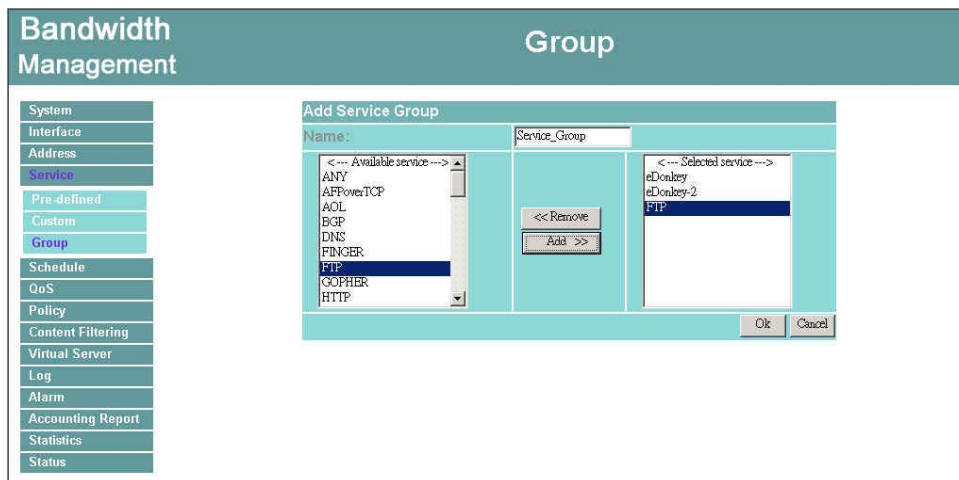 Bandwidth
Management
Group
System
Interface
Address
Service
Pre-defined
Custom
Group
Schedule
QoS
Policy
Content Filtering
Virtual Server
Log
Alarm
Accounting Report
Statistics
Status
Add Service Group
Name:
Service_Group
<--- Available service --->
ANY
AFPoverTCP
AOL
BGP
DNS
FINGER
FTP
GOPHER
HTTP
<< Remove
Add >>
<--- Selected service --->
eDonkey
eDonkey-2
FTP
Ok
Cancel